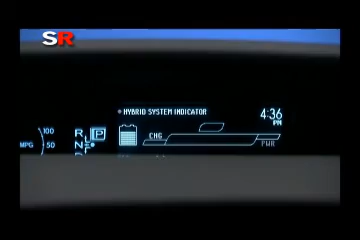 SR
• HYBRID SYSTEM INDICATOR
4:36
PM
100
MPG 50
R
N
P
CHG
PWR